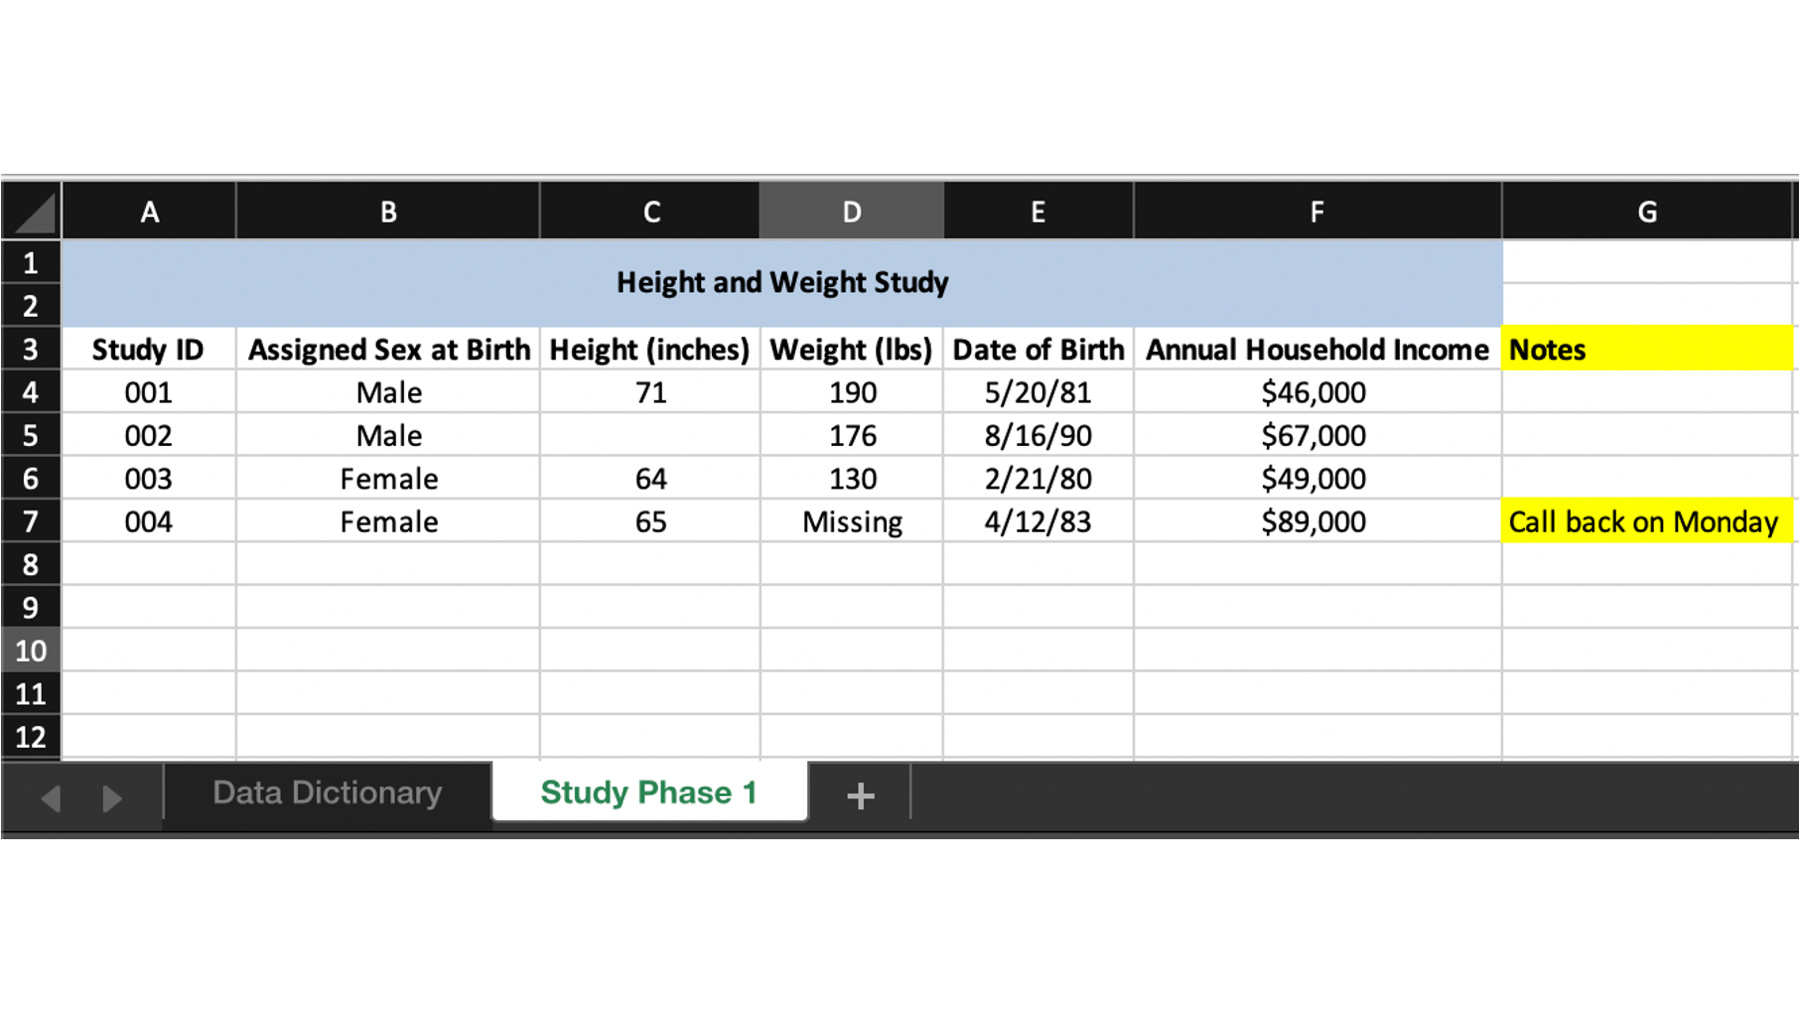 A B C D E F G
1 Height and Weight Study
2
3 Study ID Assigned Sex at Birth Height (inches) Weight (lbs) Date of Birth Annual Household Income Notes
4 001 Male 71 190 5/20/81 $46,000
5 002 Male 176 8/16/90 $67,000
6 003 Female 64 130 2/21/80 $49,000
7 004 Female 65 Missing 4/12/83 $89,000 Call back on Monday
8
9
10
11
12
Data Dictionary Study Phase 1 +